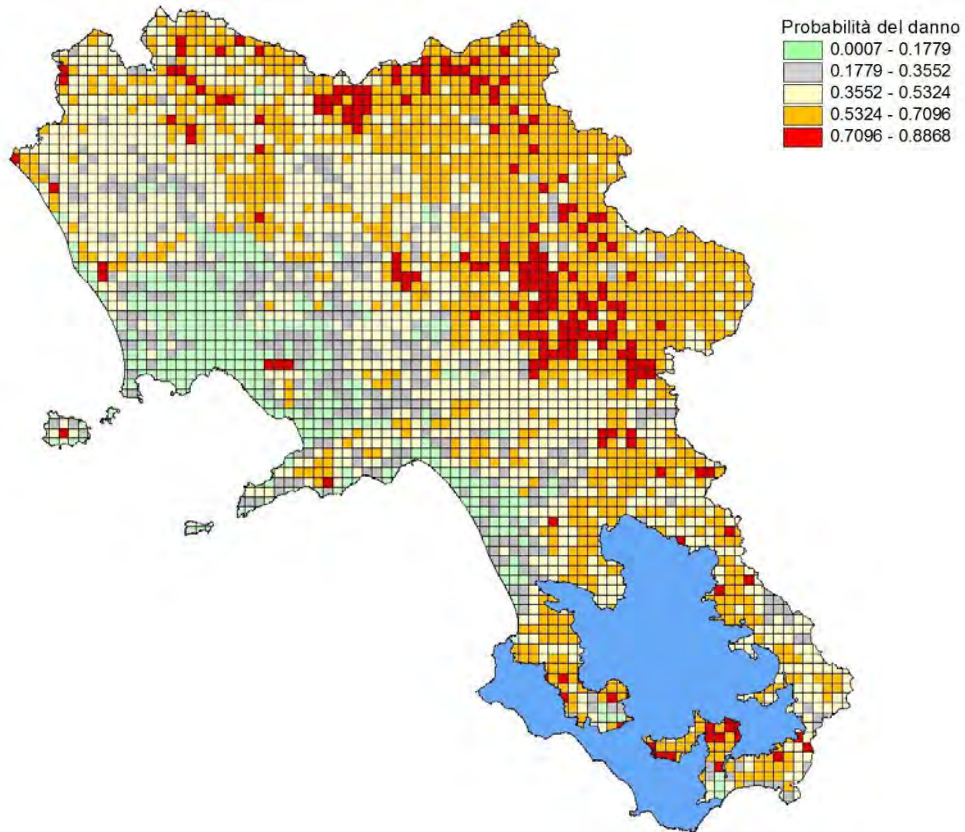 Probabilità del danno
0.0007 - 0.1779
0.1779 - 0.3552
0.3552 - 0.5324
0.5324 - 0.7096
0.7096 - 0.8868